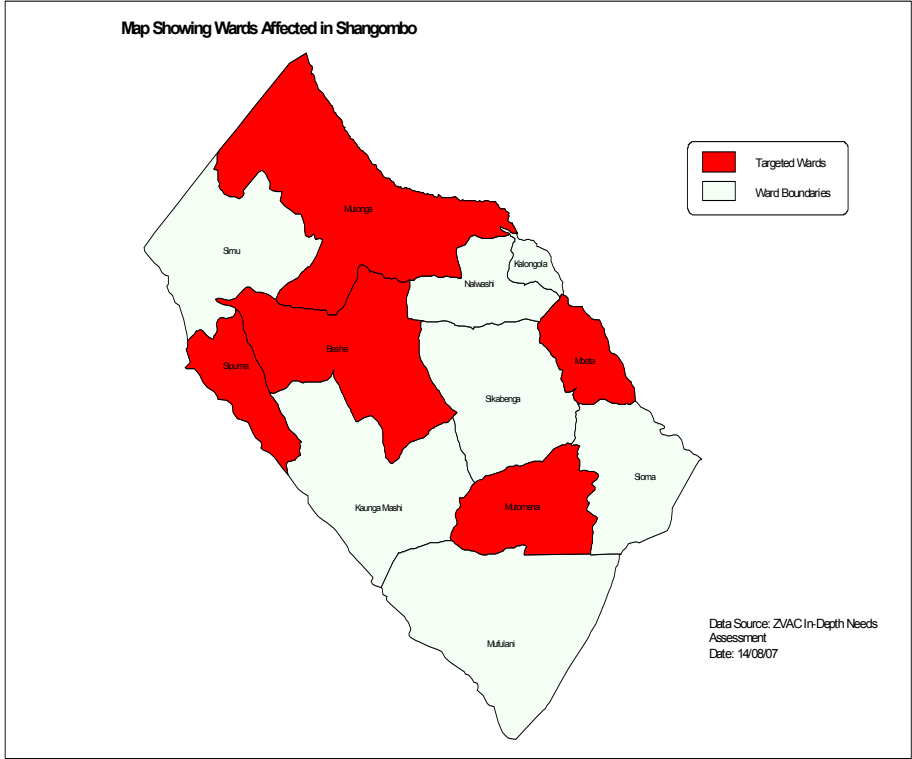 Map Showing Wards Affected in Shangombo
Targeted Wards
Ward Boundaries
Mulonga
Simu
Kalongola
Nalwashi
Beshe
Mbeta
Sipuma
Sikabenga
Sioma
Kaunga Mashi
Mutomena
Mufulani
Data Source: ZVAC In-Depth Needs
Assessment
Date: 14/08/07